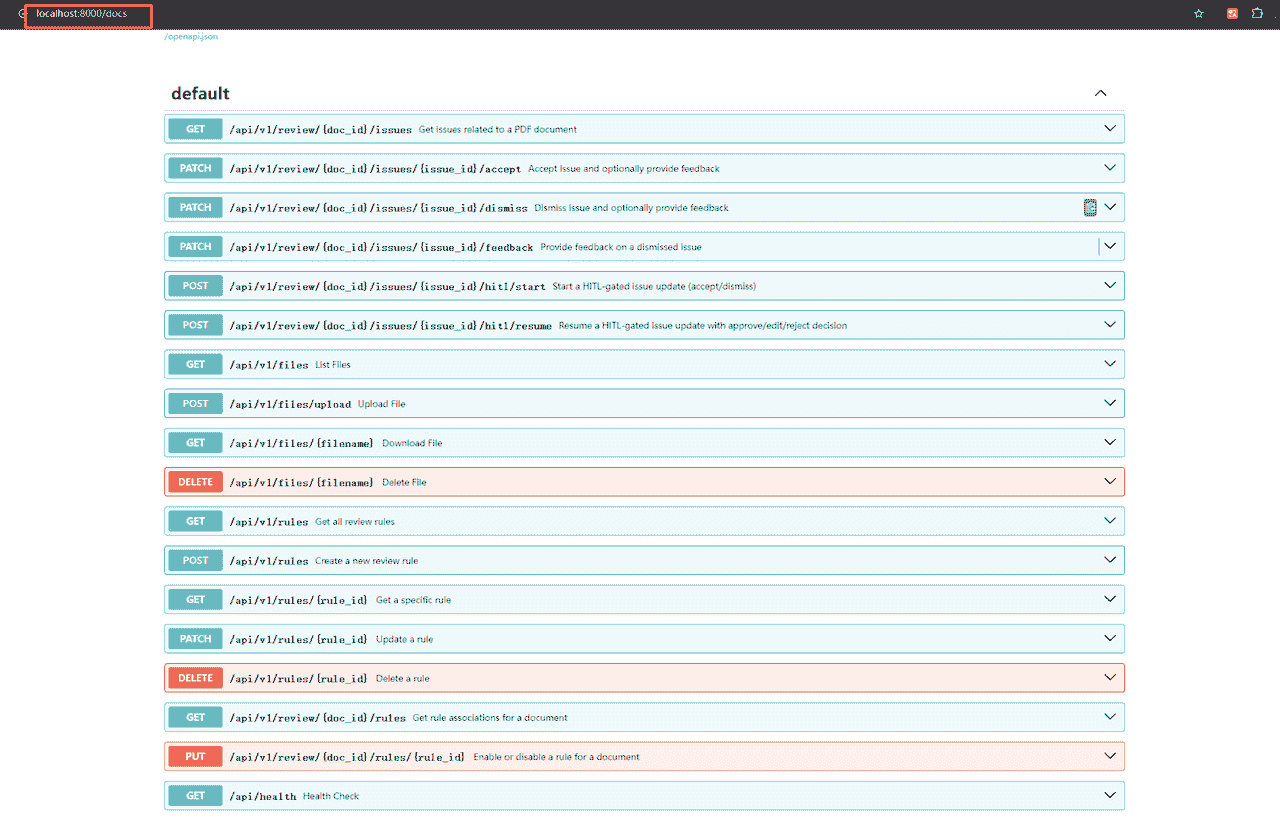 localhost:8000/docs
/openapi.json
default
GET /api/v1/review/{doc_id}/issues Get issues related to a PDF document
PATCH /api/v1/review/{doc_id}/issues/{issue_id}/accept Accept issue and optionally provide feedback
PATCH /api/v1/review/{doc_id}/issues/{issue_id}/dismiss Dismiss issue and optionally provide feedback
PATCH /api/v1/review/{doc_id}/issues/{issue_id}/feedback Provide feedback on a dismissed issue
POST /api/v1/review/{doc_id}/issues/{issue_id}/hitl/start Start a HITL-gated issue update (accept/dismiss)
POST /api/v1/review/{doc_id}/issues/{issue_id}/hitl/resume Resume a HITL-gated issue update with approve/edit/reject decision
GET /api/v1/files List Files
POST /api/v1/files/upload Upload File
GET /api/v1/files/{filename} Download File
DELETE /api/v1/files/{filename} Delete File
GET /api/v1/rules Get all review rules
POST /api/v1/rules Create a new review rule
GET /api/v1/rules/{rule_id} Get a specific rule
PATCH /api/v1/rules/{rule_id} Update a rule
DELETE /api/v1/rules/{rule_id} Delete a rule
GET /api/v1/review/{doc_id}/rules Get rule associations for a document
PUT /api/v1/review/{doc_id}/rules/{rule_id} Enable or disable a rule for a document
GET /api/health Health Check